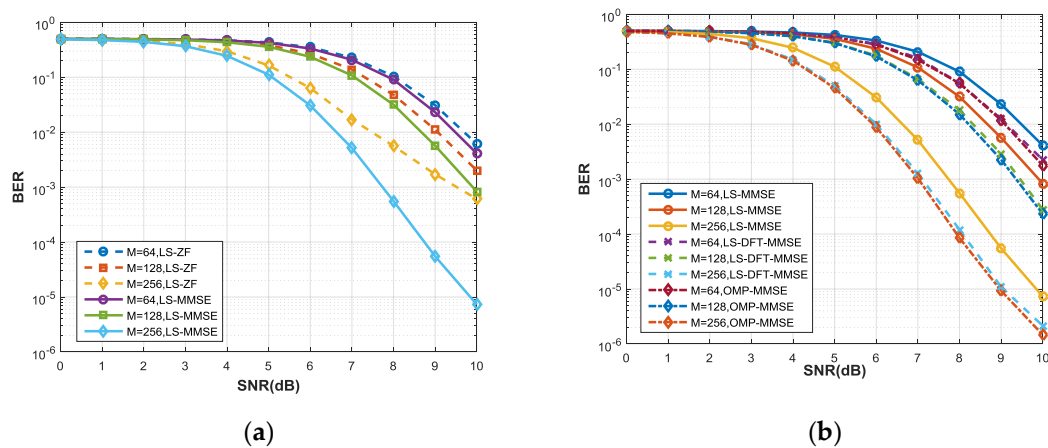 10^0
10^-1
10^-2
10^-3
10^-4
10^-5
10^-6
BER
M=64,LS-ZF
M=128,LS-ZF
M=256,LS-ZF
M=64,LS-MMSE
M=128,LS-MMSE
M=256,LS-MMSE
0 1 2 3 4 5 6 7 8 9 10
SNR(dB)
(a)
10^0
10^-1
10^-2
10^-3
10^-4
10^-5
10^-6
BER
M=64,LS-MMSE
M=128,LS-MMSE
M=256,LS-MMSE
M=64,LS-DFT-MMSE
M=128,LS-DFT-MMSE
M=256,LS-DFT-MMSE
M=64,OMP-MMSE
M=128,OMP-MMSE
M=256,OMP-MMSE
0 1 2 3 4 5 6 7 8 9 10
SNR(dB)
(b)